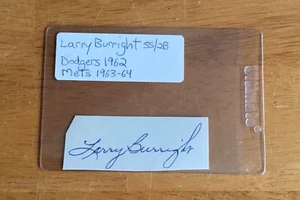 Larry Burright SS/2B
Dodgers 1962
Mets 1963-64
Larry Burright